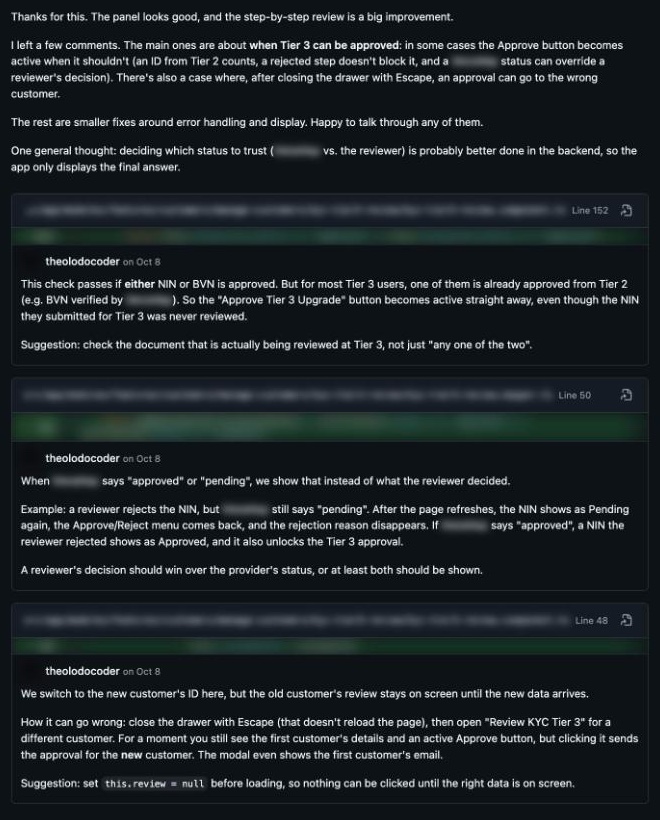 Thanks for this. The panel looks good, and the step-by-step review is a big improvement.
I left a few comments. The main ones are about when Tier 3 can be approved: in some cases the Approve button becomes
active when it shouldn't (an ID from Tier 2 counts, a rejected step doesn't block it, and a status can override a
reviewer's decision). There's also a case where, after closing the drawer with Escape, an approval can go to the wrong
customer.
The rest are smaller fixes around error handling and display. Happy to talk through any of them.
One general thought: deciding which status to trust ( vs. the reviewer) is probably better done in the backend, so the
app only displays the final answer.
Line 152
theolodocoder on Oct 8
This check passes if either NIN or BVN is approved. But for most Tier 3 users, one of them is already approved from Tier 2
(e.g. BVN verified by ). So the "Approve Tier 3 Upgrade" button becomes active straight away, even though the NIN
they submitted for Tier 3 was never reviewed.
Suggestion: check the document that is actually being reviewed at Tier 3, not just "any one of the two".
Line 50
theolodocoder on Oct 8
When says "approved" or "pending", we show that instead of what the reviewer decided.
Example: a reviewer rejects the NIN, but still says "pending". After the page refreshes, the NIN shows as Pending
again, the Approve/Reject menu comes back, and the rejection reason disappears. If says "approved", a NIN the
reviewer rejected shows as Approved, and it also unlocks the Tier 3 approval.
A reviewer's decision should win over the provider's status, or at least both should be shown.
Line 48
theolodocoder on Oct 8
We switch to the new customer's ID here, but the old customer's review stays on screen until the new data arrives.
How it can go wrong: close the drawer with Escape (that doesn't reload the page), then open "Review KYC Tier 3" for a
different customer. For a moment you still see the first customer's details and an active Approve button, but clicking it sends
the approval for the new customer. The modal even shows the first customer's email.
Suggestion: set this.review = null before loading, so nothing can be clicked until the right data is on screen.